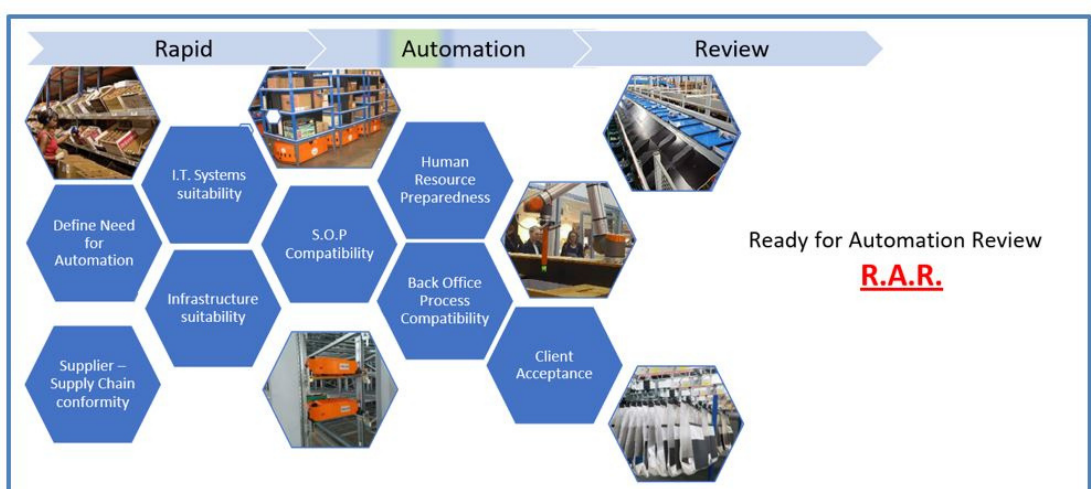 Rapid
Automation
Review
I.T. Systems
suitability
Human
Resource
Preparedness
Define Need
for
Automation
S.O.P
Compatibility
Infrastructure
suitability
Back Office
Process
Compatibility
Supplier –
Supply Chain
conformity
Client
Acceptance
Ready for Automation Review
R.A.R.